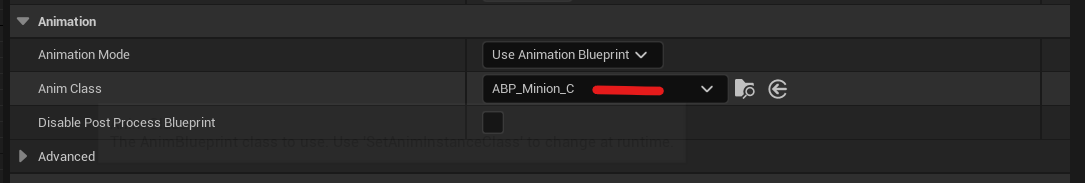 Animation
Animation Mode
Use Animation Blueprint
Anim Class
ABP_Minion_C
Disable Post Process Blueprint
The AnimBlueprint class to use. Use 'SetAnimInstanceClass' to change at runtime.
Advanced